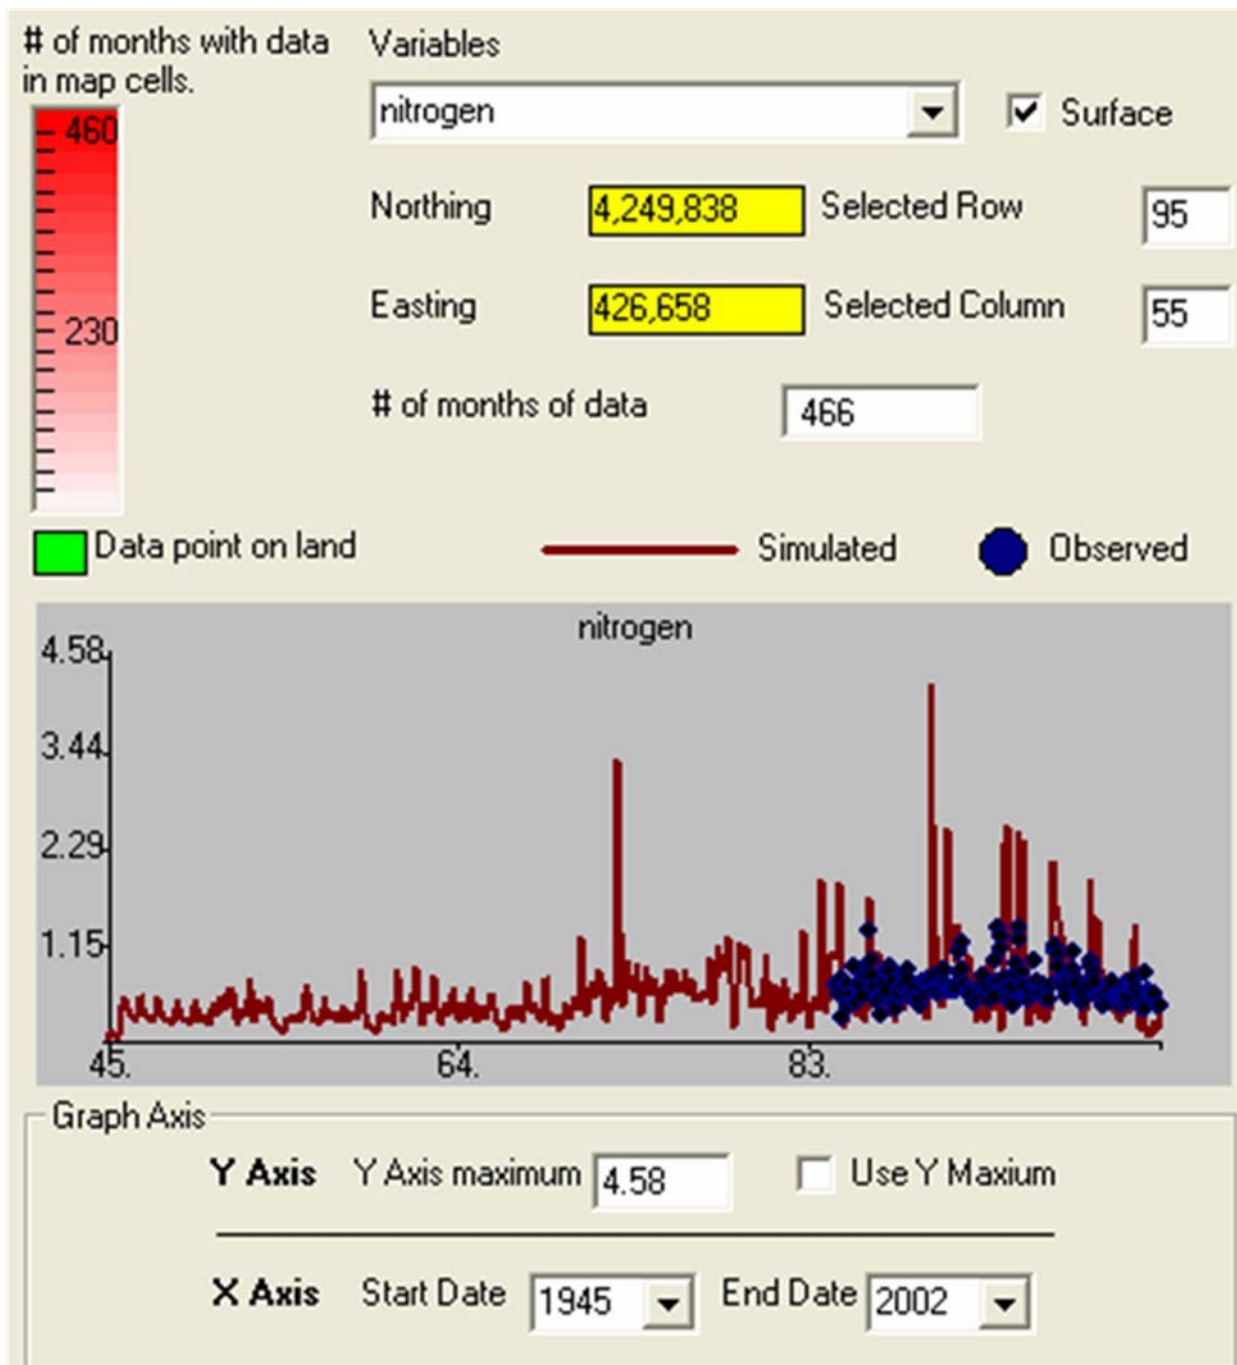 # of months with data
in map cells.
460
230
Variables
nitrogen
Surface
Northing 4,249,838 Selected Row 95
Easting 426,658 Selected Column 55
# of months of data 466
Data point on land Simulated Observed
nitrogen
4.58
3.44
2.29
1.15
45. 64. 83.
Graph Axis
Y Axis Y Axis maximum 4.58 Use Y Maxium
X Axis Start Date 1945 End Date 2002